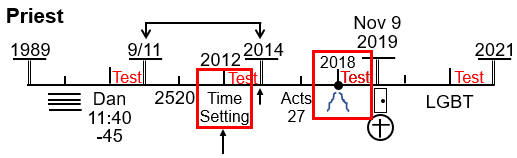 Priest
Nov 9
1989
9/11
2012
2014
2018
2019
2021
Test
Test
Test
Test
Dan
11:40
-45
2520
Time
Setting
Acts
27
LGBT